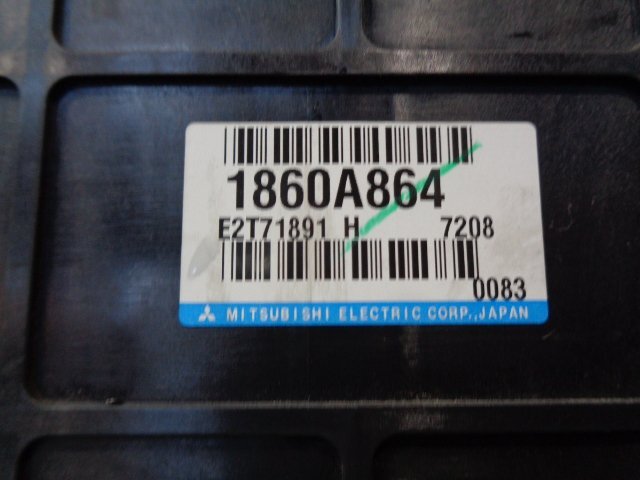 1860A864
E2T71891 H 7208
0083
MITSUBISHI ELECTRIC CORP.,JAPAN